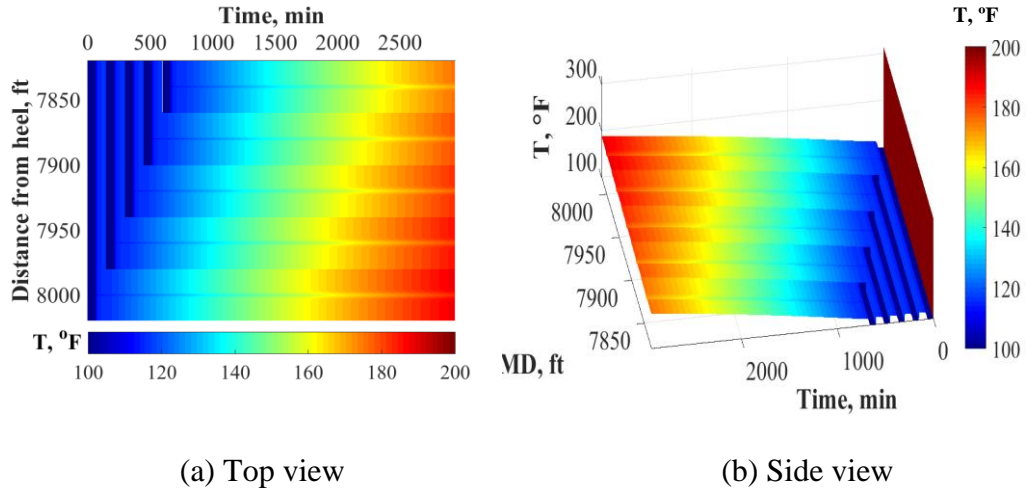 Time, min
0 500 1000 1500 2000 2500
Distance from heel, ft
7850
7900
7950
8000
T, ºF
100 120 140 160 180 200
(a) Top view
T, ºF
T, °F
300
200
100
8000
7950
7900
7850
MD, ft
2000
1000
0
Time, min
200
180
160
140
120
100
(b) Side view